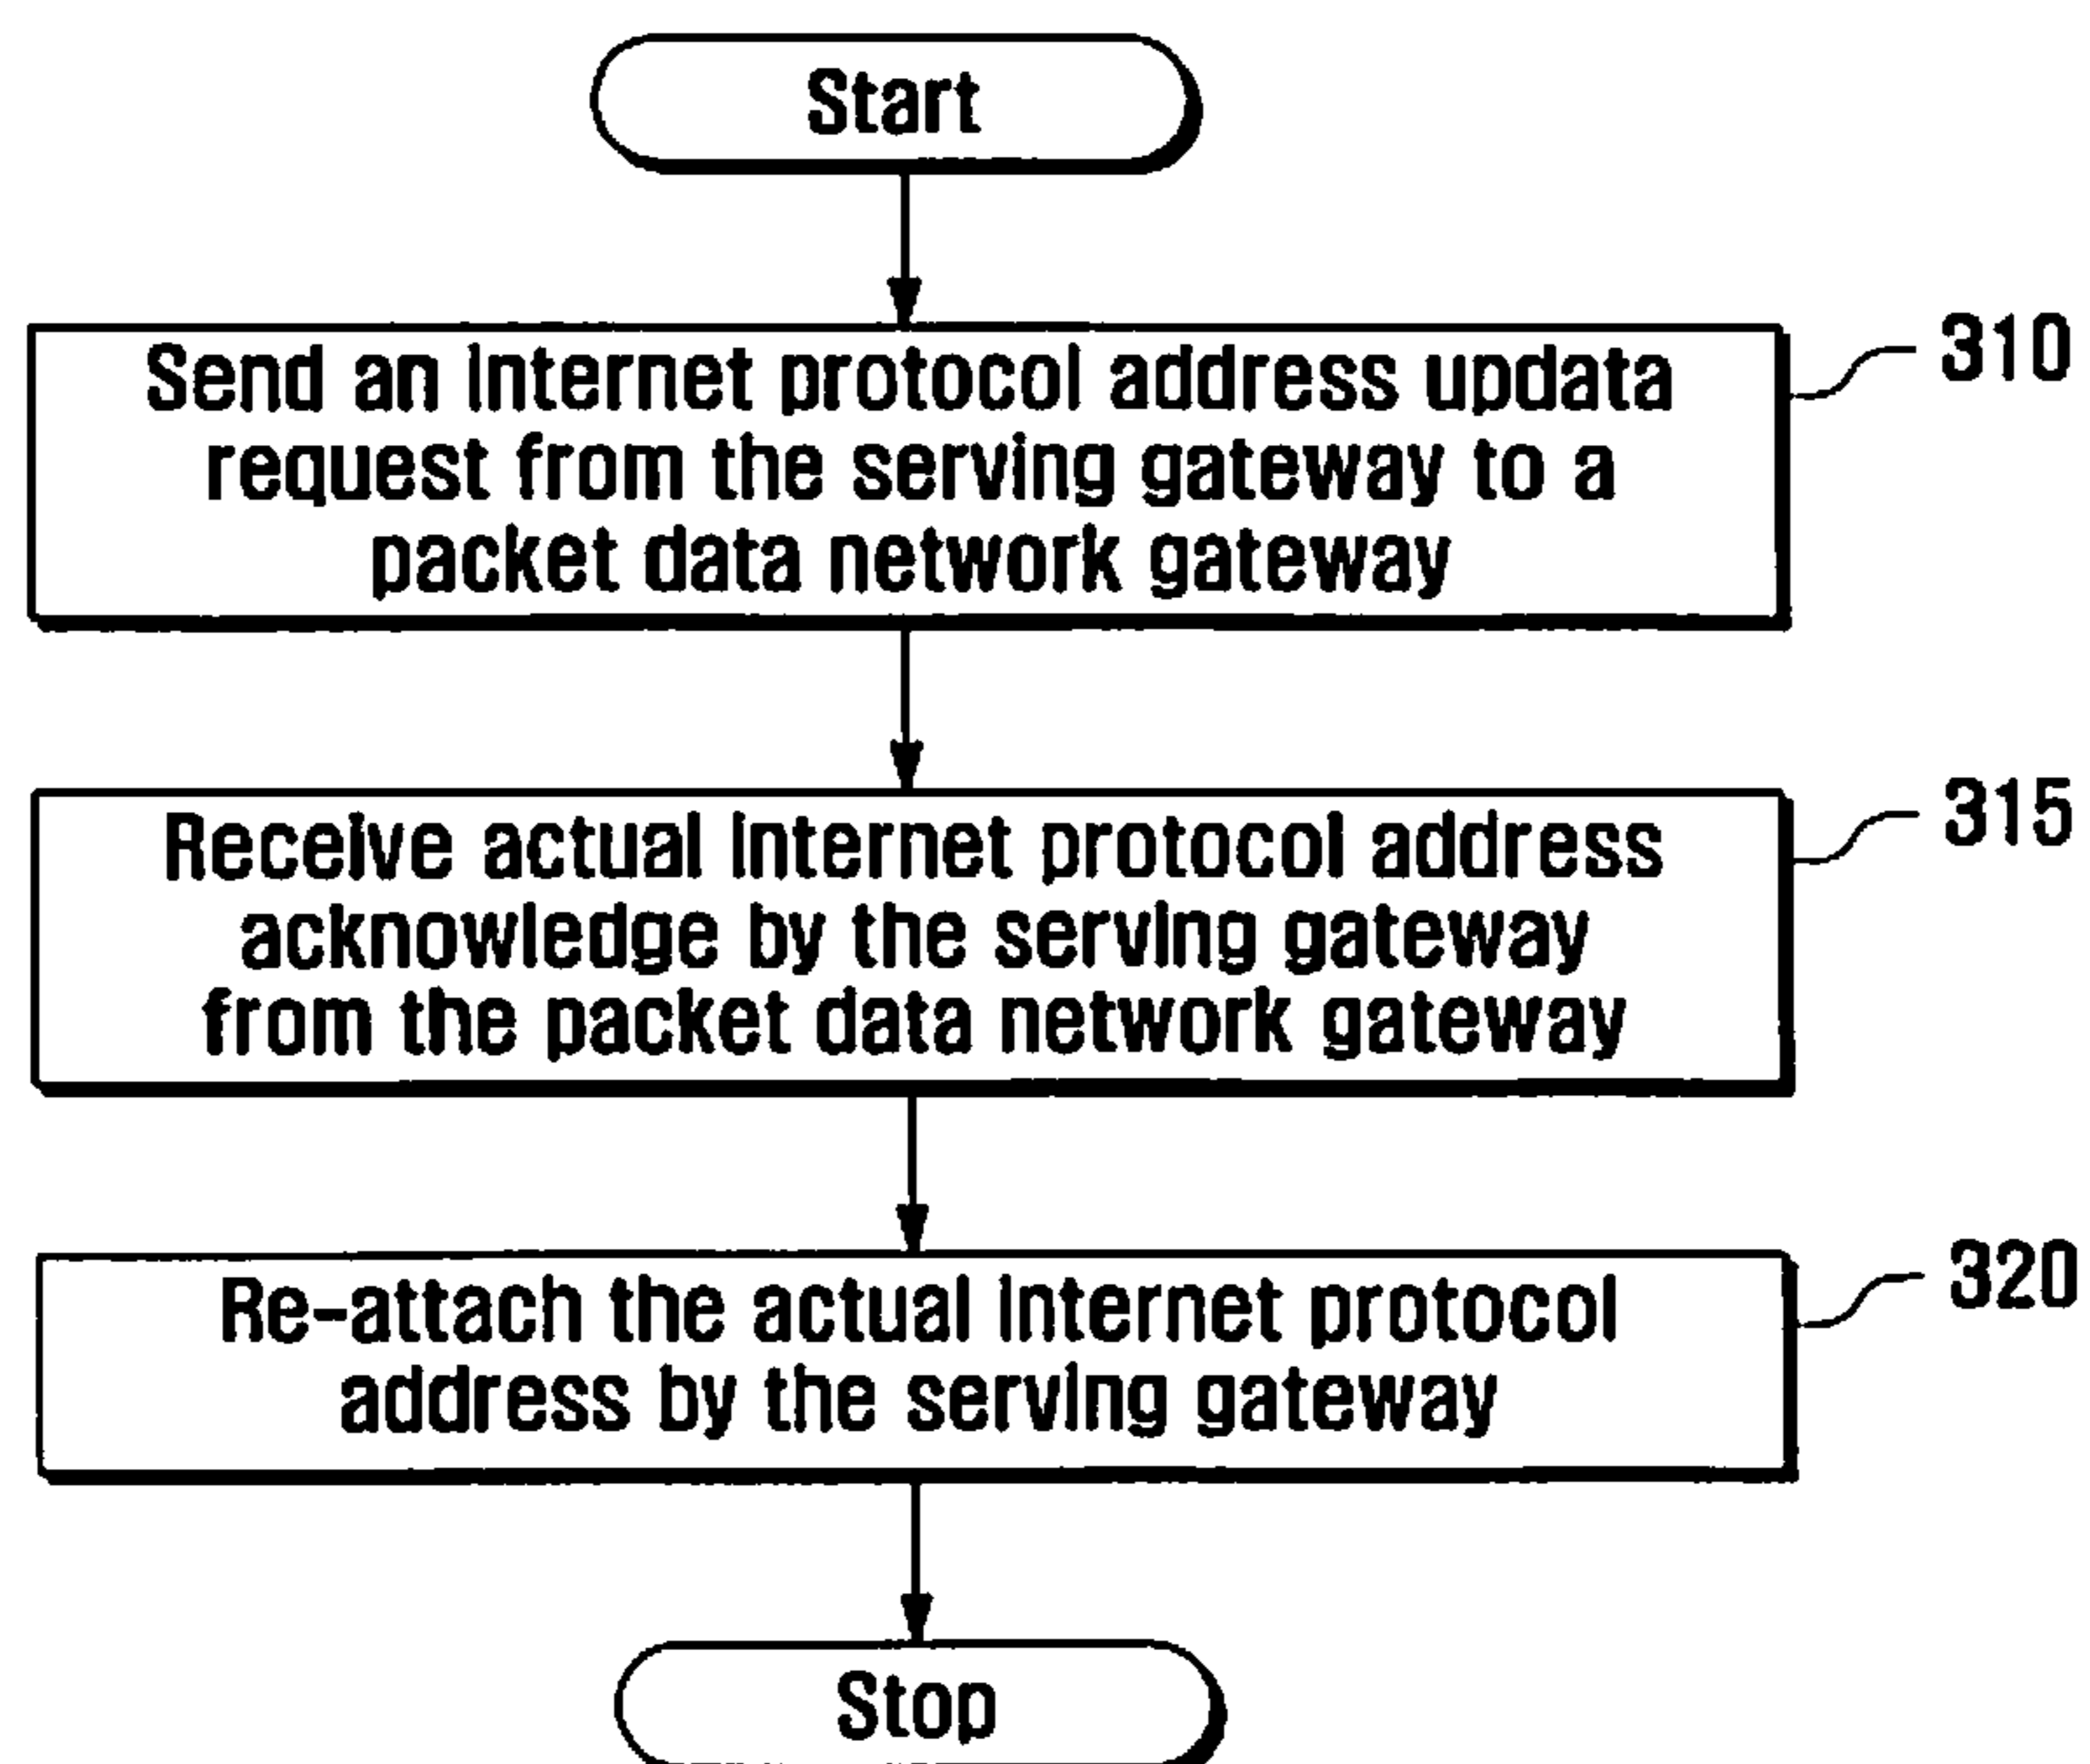 Start
Send an Internet protocol address updata
request from the serving gateway to a
packet data network gateway
310
Receive actual Internet protocol address
acknowledge by the serving gateway
from the packet data network gateway
315
Re-attach the actual Internet protocol
address by the serving gateway
320
Stop